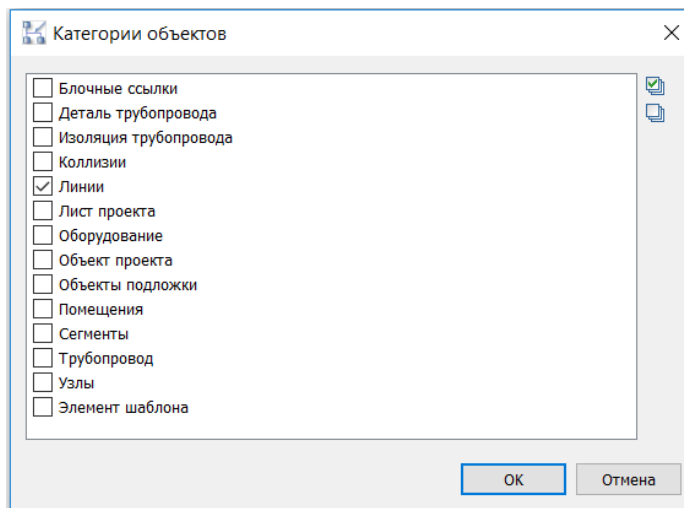 Категории объектов
Блочные ссылки
Деталь трубопровода
Изоляция трубопровода
Коллизии
Линии
Лист проекта
Оборудование
Объект проекта
Объекты подложки
Помещения
Сегменты
Трубопровод
Узлы
Элемент шаблона
ОК
Отмена